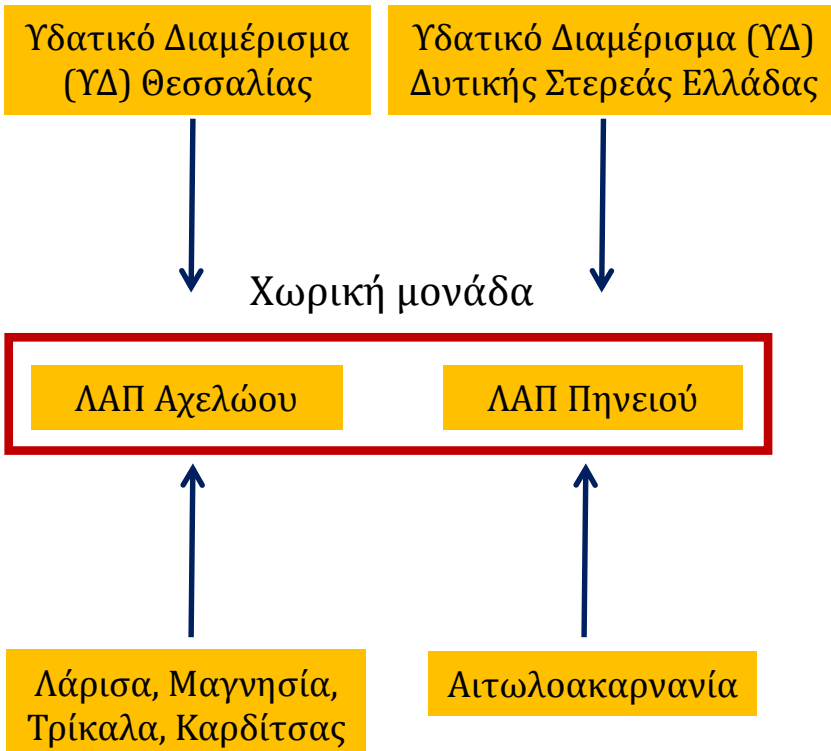 Υδατικό Διαμέρισμα
(ΥΔ) Θεσσαλίας
Υδατικό Διαμέρισμα (ΥΔ)
Δυτικής Στερεάς Ελλάδας
Χωρική μονάδα
ΛΑΠ Αχελώου
ΛΑΠ Πηνειού
Λάρισα, Μαγνησία,
Τρίκαλα, Καρδίτσας
Αιτωλοακαρνανία